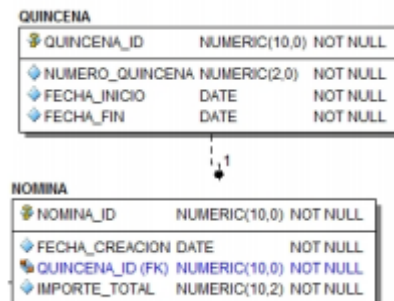 QUINCENA
QUINCENA_ID NUMERIC(10,0) NOT NULL
NUMERO_QUINCENA NUMERIC(2,0) NOT NULL
FECHA_INICIO DATE NOT NULL
FECHA_FIN DATE NOT NULL
1
NOMINA
NOMINA_ID NUMERIC(10,0) NOT NULL
FECHA_CREACION DATE NOT NULL
QUINCENA_ID (FK) NUMERIC(10,0) NOT NULL
IMPORTE_TOTAL NUMERIC(10,2) NOT NULL